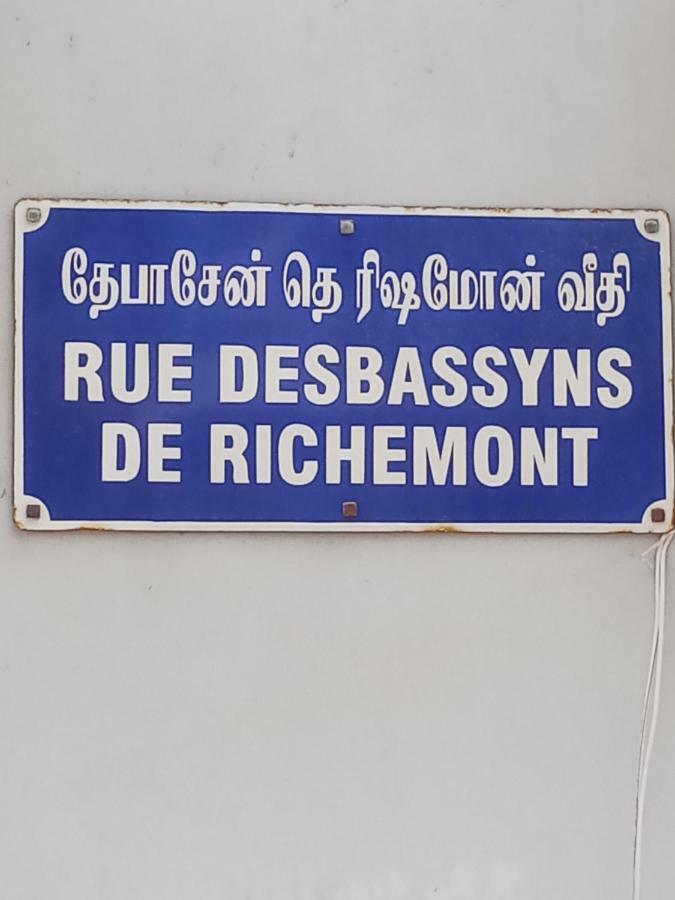 தேபாசேன் தெ ரிஷமோன் வீதி
RUE DESBASSYNS
DE RICHEMONT